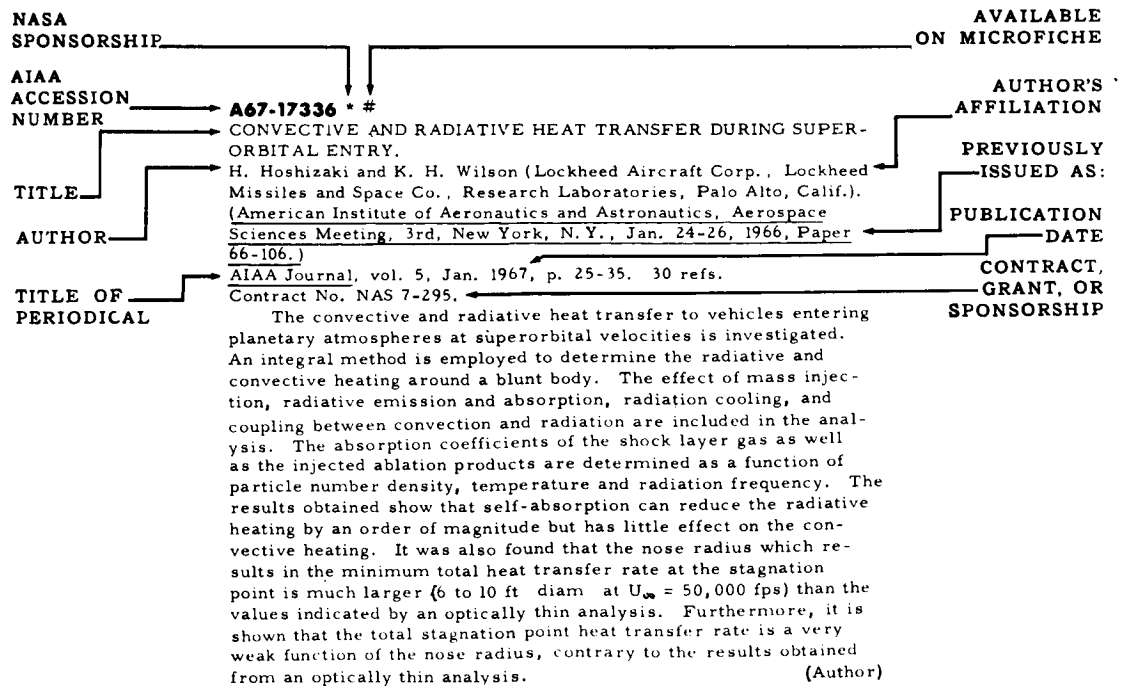 NASA
SPONSORSHIP
AVAILABLE
ON MICROFICHE
AIAA
ACCESSION
NUMBER
AUTHOR'S
AFFILIATION
PREVIOUSLY
ISSUED AS:
TITLE
PUBLICATION
DATE
AUTHOR
CONTRACT,
GRANT, OR
SPONSORSHIP
TITLE OF
PERIODICAL
A67-17336 * #
CONVECTIVE AND RADIATIVE HEAT TRANSFER DURING SUPER-
ORBITAL ENTRY.
H. Hoshizaki and K. H. Wilson (Lockheed Aircraft Corp., Lockheed
Missiles and Space Co., Research Laboratories, Palo Alto, Calif.).
(American Institute of Aeronautics and Astronautics, Aerospace
Sciences Meeting, 3rd, New York, N.Y., Jan. 24-26, 1966, Paper
66-106.)
AIAA Journal, vol. 5, Jan. 1967, p. 25-35. 30 refs.
Contract No. NAS 7-295.
The convective and radiative heat transfer to vehicles entering
planetary atmospheres at superorbital velocities is investigated.
An integral method is employed to determine the radiative and
convective heating around a blunt body. The effect of mass injec-
tion, radiative emission and absorption, radiation cooling, and
coupling between convection and radiation are included in the anal-
ysis. The absorption coefficients of the shock layer gas as well
as the injected ablation products are determined as a function of
particle number density, temperature and radiation frequency. The
results obtained show that self-absorption can reduce the radiative
heating by an order of magnitude but has little effect on the con-
vective heating. It was also found that the nose radius which re-
sults in the minimum total heat transfer rate at the stagnation
point is much larger (6 to 10 ft diam at U∞ = 50,000 fps) than the
values indicated by an optically thin analysis. Furthermore, it is
shown that the total stagnation point heat transfer rate is a very
weak function of the nose radius, contrary to the results obtained
from an optically thin analysis. (Author)